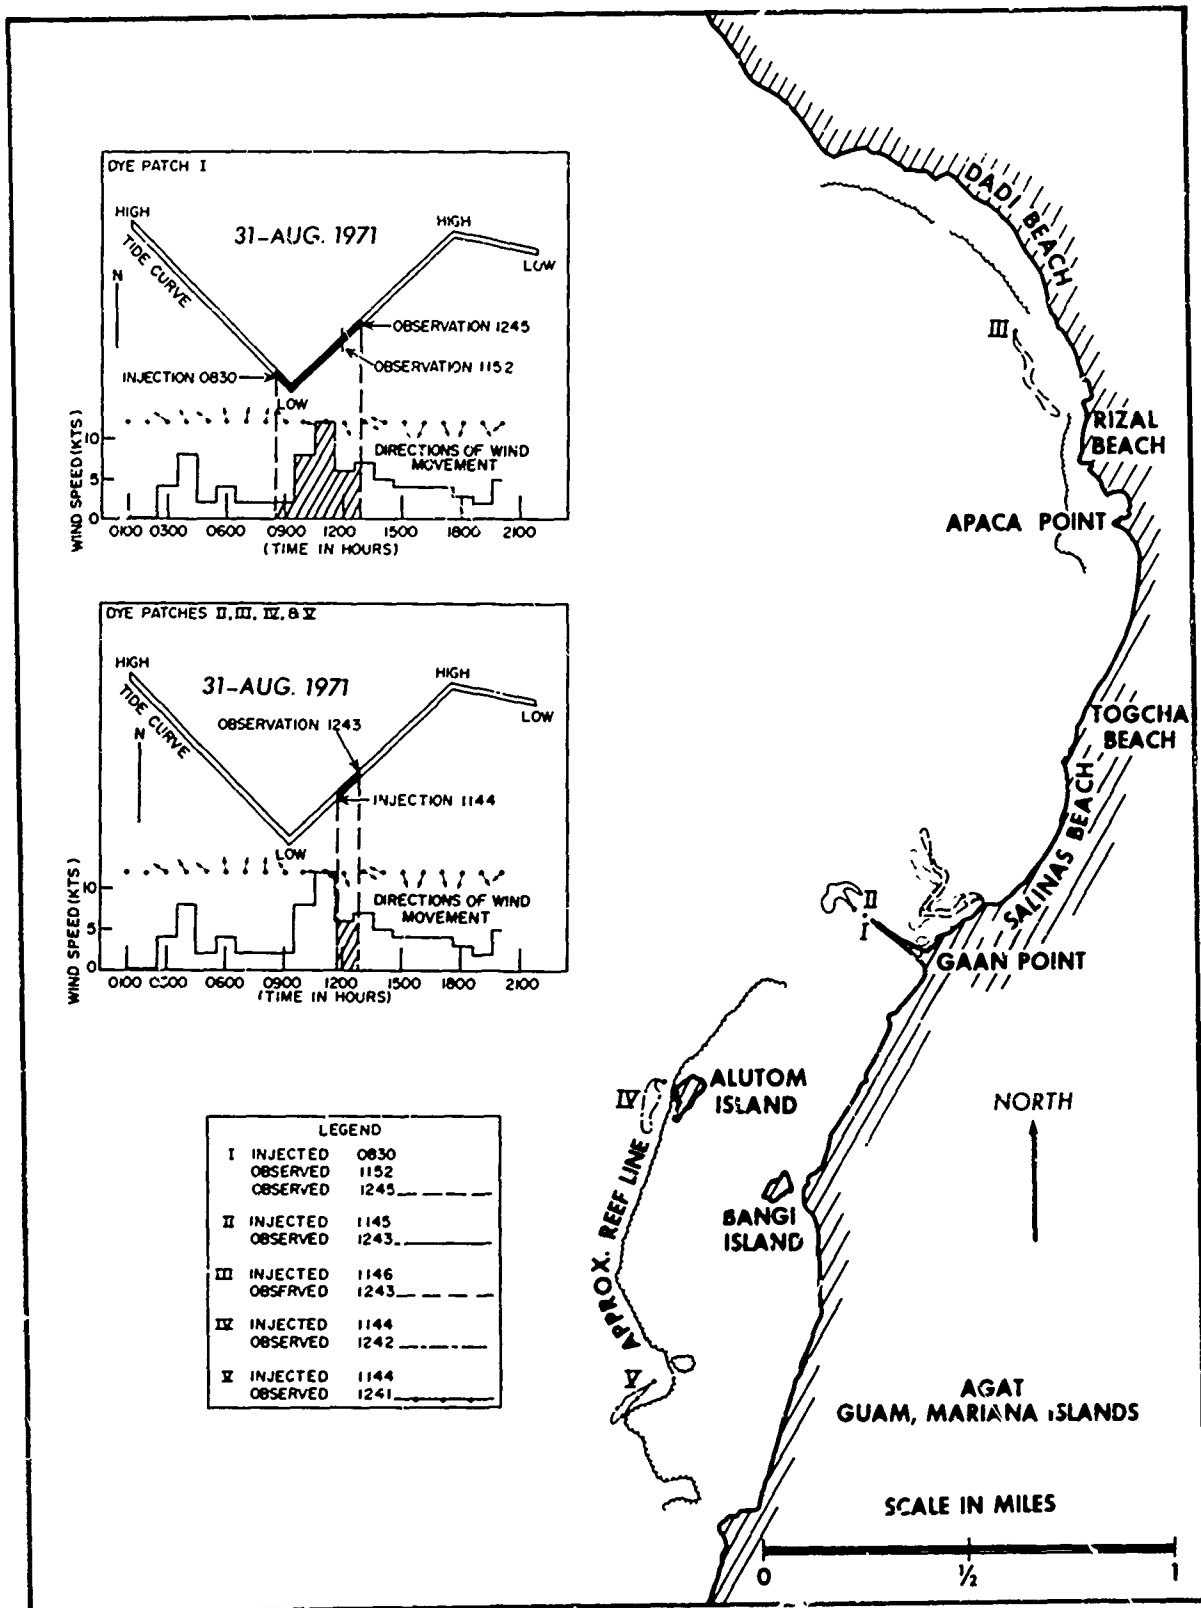 DYE PATCH I
HIGH
31-AUG. 1971
HIGH
TIDE CURVE
LOW
N
OBSERVATION 1245
OBSERVATION 1152
INJECTION 0830
LOW
WIND SPEED (KTS)
10
5
0
DIRECTIONS OF WIND
MOVEMENT
0100 0300 0600 0900 1200 1500 1800 2100
(TIME IN HOURS)
DYE PATCHES II, III, IV, & V
HIGH
31-AUG. 1971
HIGH
TIDE CURVE
OBSERVATION 1243
LOW
N
INJECTION 1144
LOW
WIND SPEED (KTS)
10
5
0
DIRECTIONS OF WIND
MOVEMENT
0100 0300 0600 0900 1200 1500 1800 2100
(TIME IN HOURS)
LEGEND
I INJECTED 0830
OBSERVED 1152
OBSERVED 1245
II INJECTED 1145
OBSERVED 1243
III INJECTED 1146
OBSFRVED 1243
IV INJECTED 1144
OBSERVED 1242
V INJECTED 1144
OBSERVED 1241
DADI BEACH
III
RIZAL
BEACH
APACA POINT
TOGCHA
BEACH
SALINAS BEACH
II
I
GAAN POINT
IV
ALUTOM
ISLAND
NORTH
APPROX. REEF LINE
BANGI
ISLAND
V
AGAT
GUAM, MARIANA ISLANDS
SCALE IN MILES
0 ½ 1